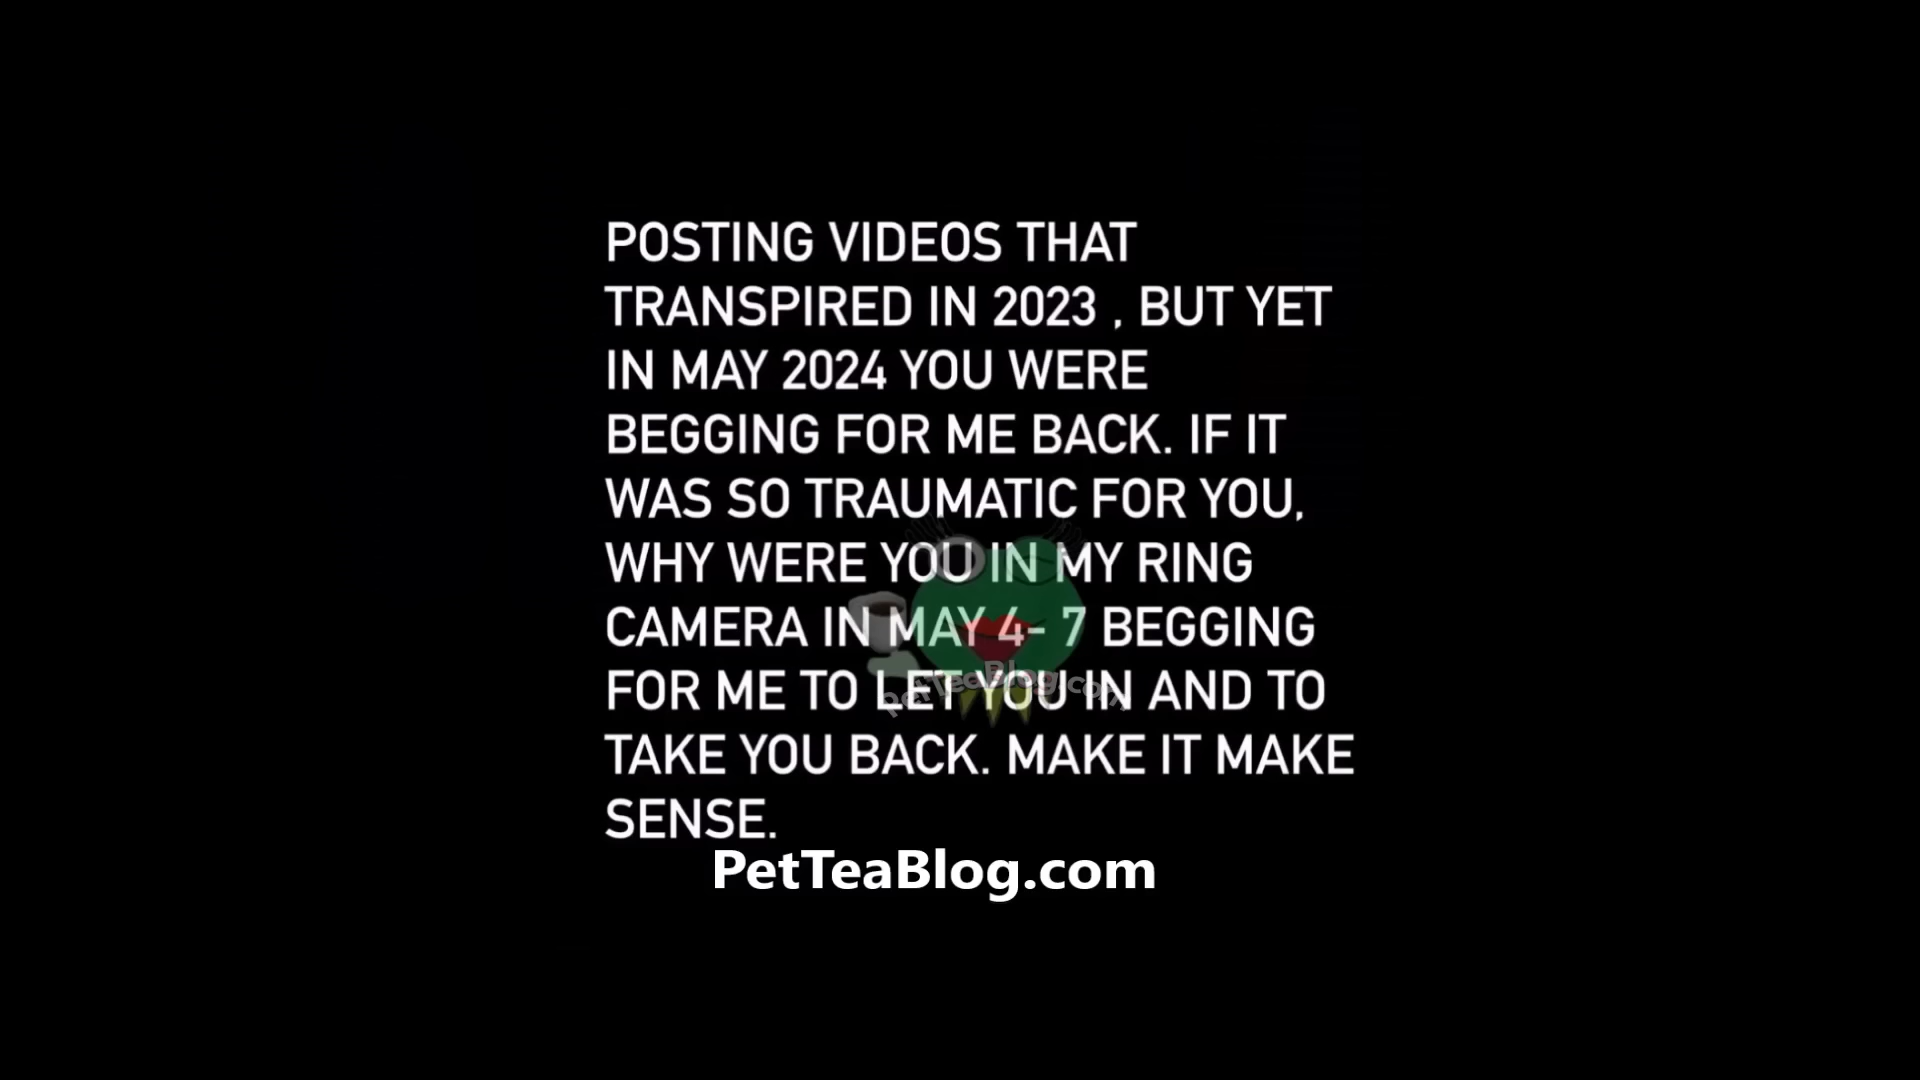 POSTING VIDEOS THAT
TRANSPIRED IN 2023 , BUT YET
IN MAY 2024 YOU WERE
BEGGING FOR ME BACK. IF IT
WAS SO TRAUMATIC FOR YOU,
WHY WERE YOU IN MY RING
CAMERA IN MAY 4- 7 BEGGING
FOR ME TO LET YOU IN AND TO
PetTeaBlog.com
TAKE YOU BACK. MAKE IT MAKE
SENSE.
PetTeaBlog.com